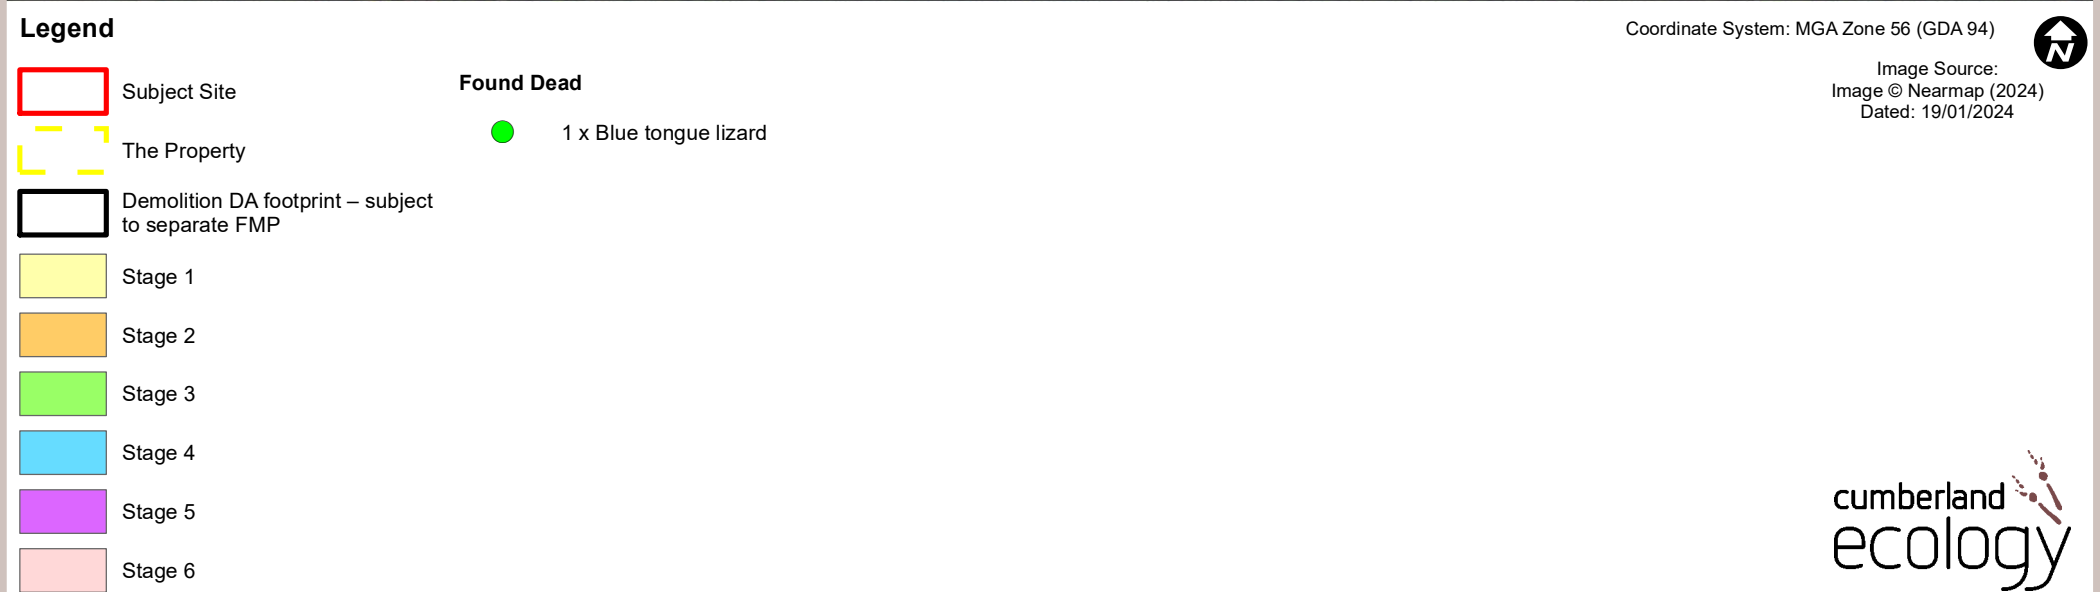 Legend
Subject Site
The Property
Demolition DA footprint – subject
to separate FMP
Stage 1
Stage 2
Stage 3
Stage 4
Stage 5
Stage 6
Found Dead
1 x Blue tongue lizard
Coordinate System: MGA Zone 56 (GDA 94)
N
Image Source:
Image © Nearmap (2024)
Dated: 19/01/2024
cumberland
ecology